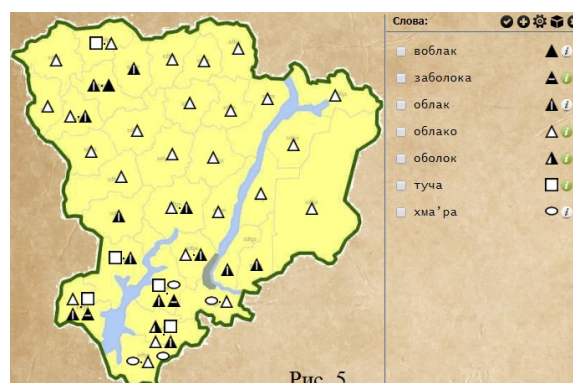 Слова:
воблак
заболока
облак
облако
оболок
туча
хма'ра
Рис. 5